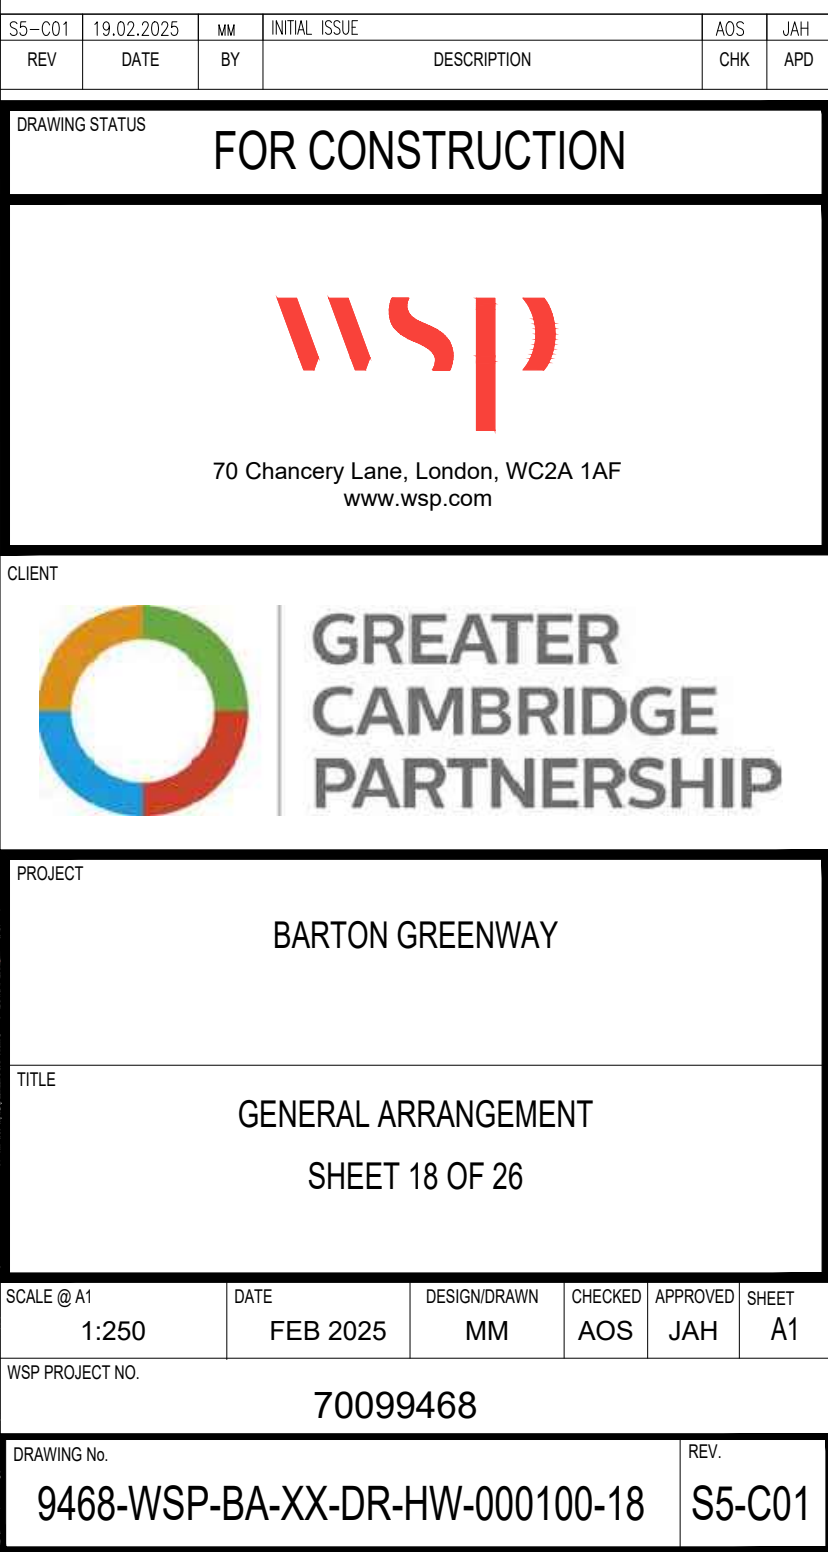 S5-C01 19.02.2025 MM INITIAL ISSUE AOS JAH
REV DATE BY DESCRIPTION CHK APD
DRAWING STATUS
FOR CONSTRUCTION
wsp
70 Chancery Lane, London, WC2A 1AF
www.wsp.com
CLIENT
GREATER
CAMBRIDGE
PARTNERSHIP
PROJECT
BARTON GREENWAY
TITLE
GENERAL ARRANGEMENT
SHEET 18 OF 26
SCALE @ A1 DATE DESIGN/DRAWN CHECKED APPROVED SHEET
1:250 FEB 2025 MM AOS JAH A1
WSP PROJECT NO.
70099468
DRAWING No. REV.
9468-WSP-BA-XX-DR-HW-000100-18 S5-C01